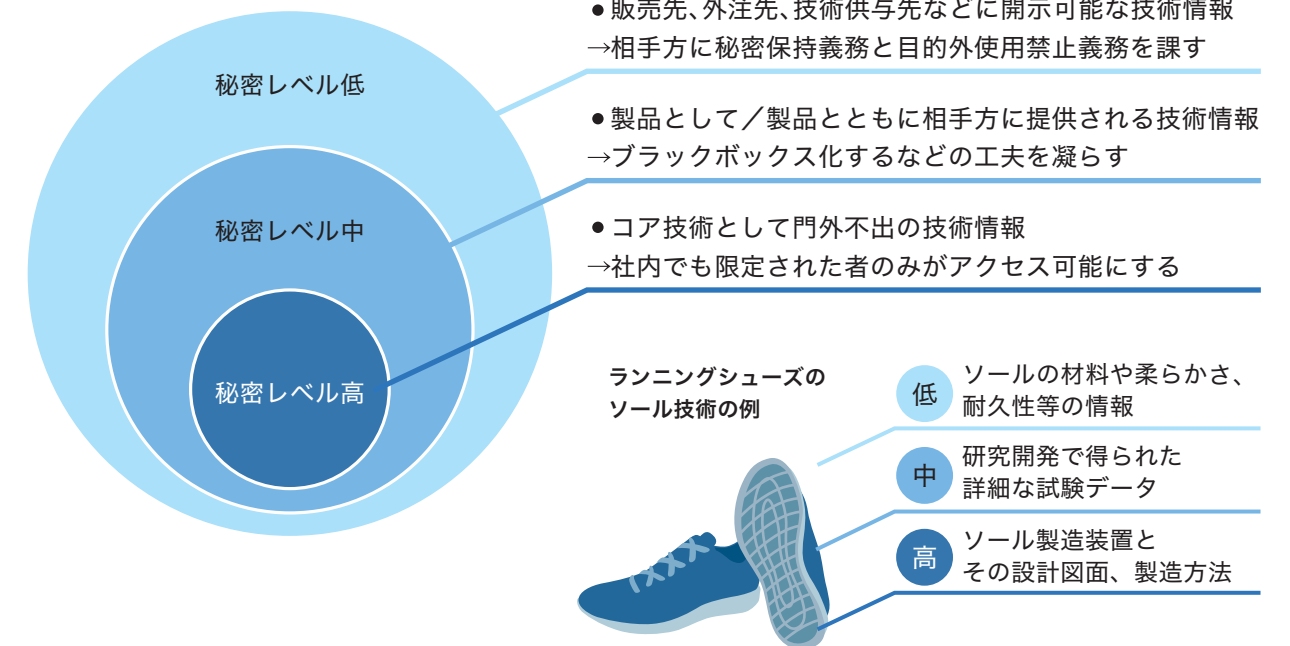 ●販売先、外注先、技術供与先などに開示可能な技術情報
→相手方に秘密保持義務と目的外使用禁止義務を課す
秘密レベル低
●製品として／製品とともに相手方に提供される技術情報
→ブラックボックス化するなどの工夫を凝らす
秘密レベル中
●コア技術として門外不出の技術情報
→社内でも限定された者のみがアクセス可能にする
秘密レベル高
ランニングシューズの
ソール技術の例
低
ソールの材料や柔らかさ、
耐久性等の情報
中
研究開発で得られた
詳細な試験データ
高
ソール製造装置と
その設計図面、製造方法